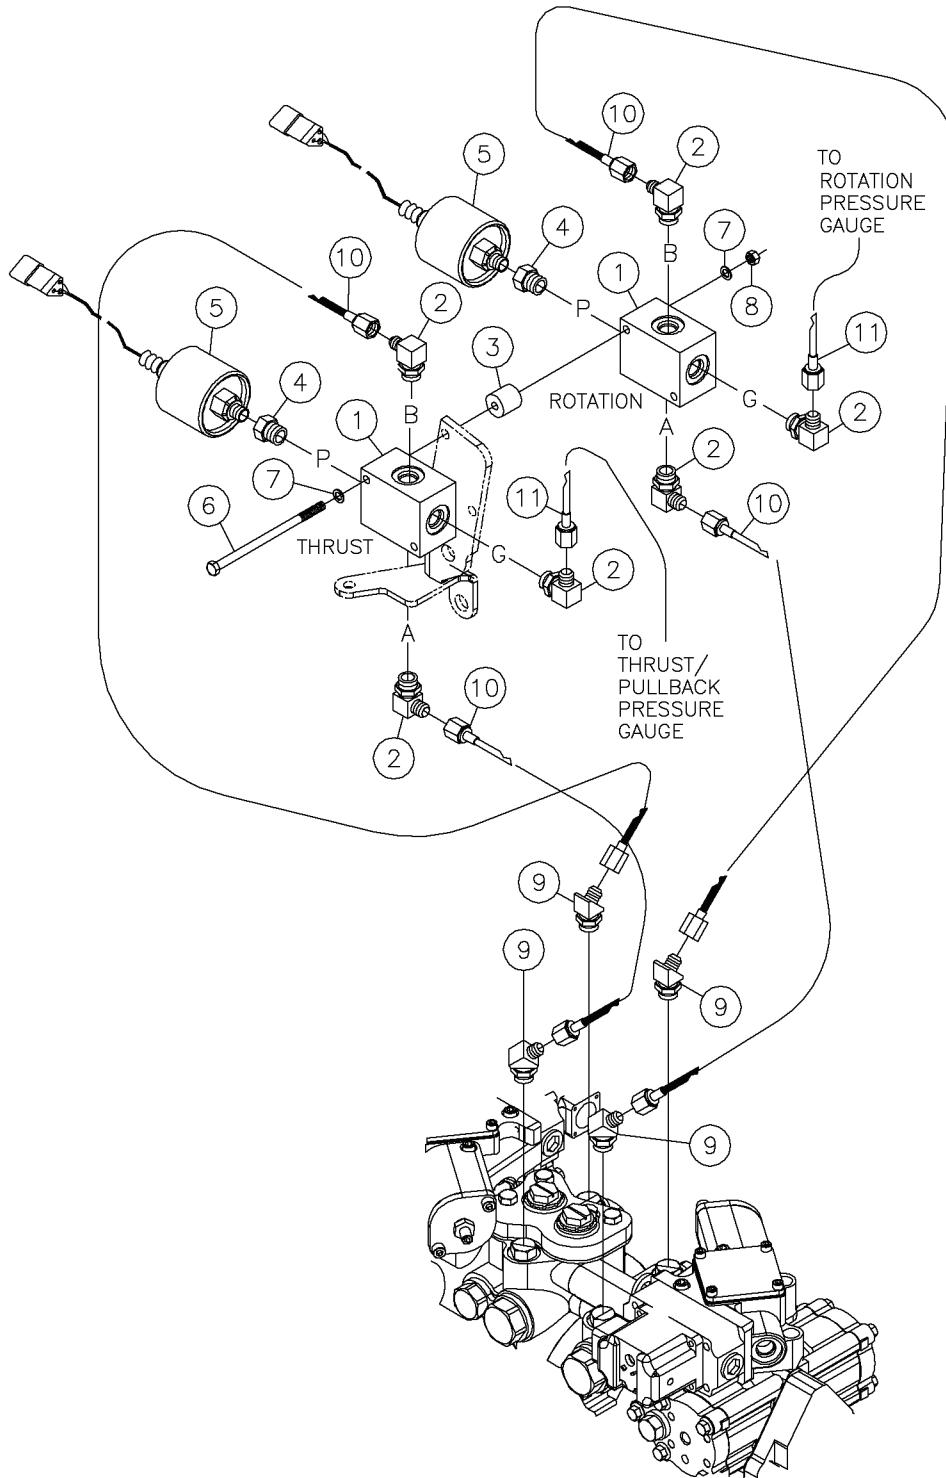 10
2
TO
ROTATION
PRESSURE
GAUGE
5
4
B
7
1
8
P
10
2
5
3
11
ROTATION
G
2
4
B
A
1
P
2
7
6
11
10
THRUST
G
2
A
TO
THRUST/
PULLBACK
PRESSURE
GAUGE
10
2
9
9
9
9